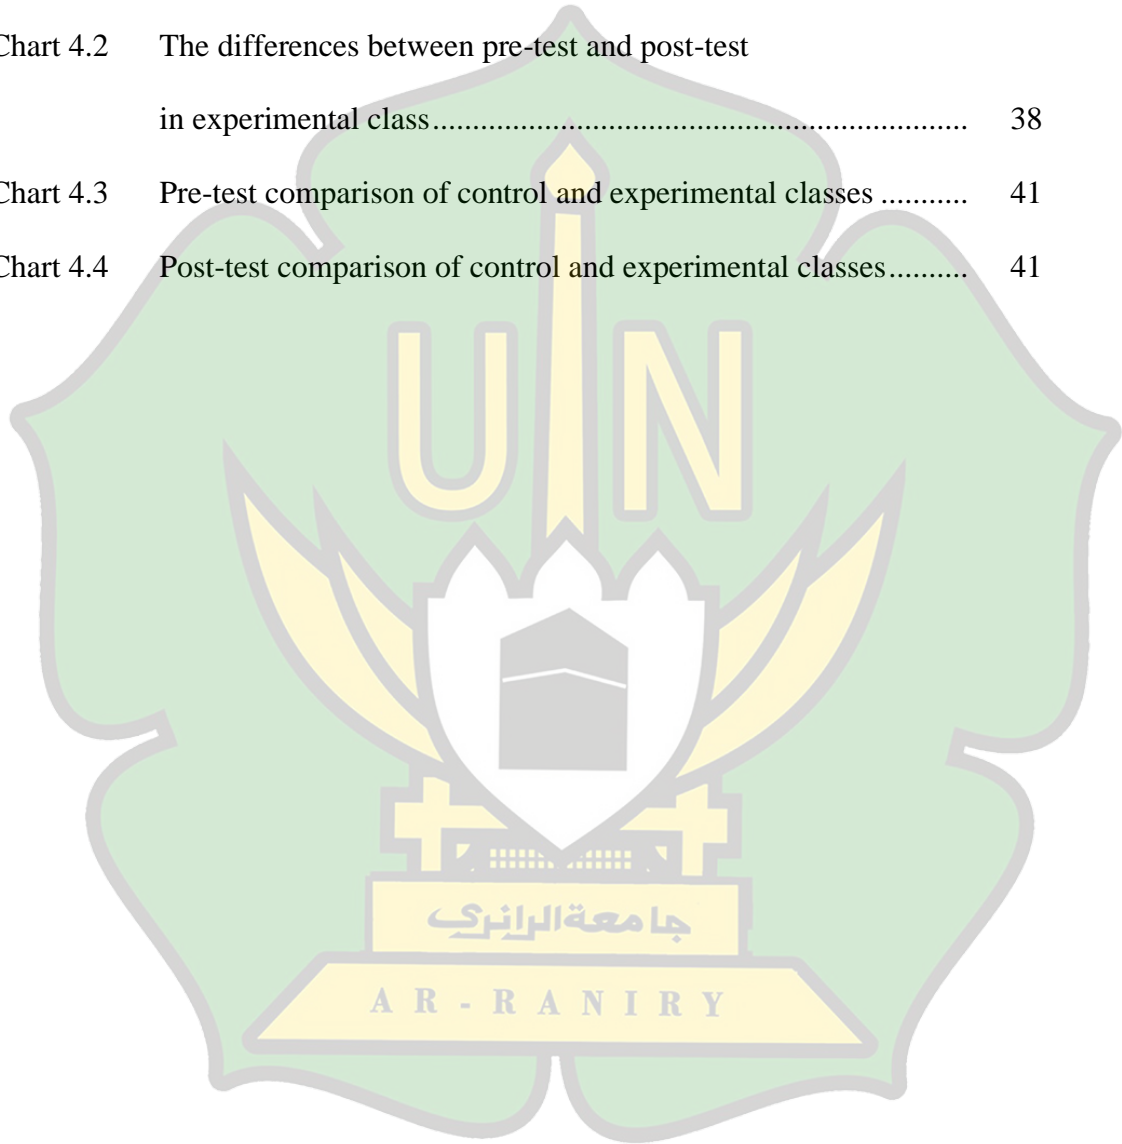 Chart 4.2 The differences between pre-test and post-test
in experimental class......................................................... 38
Chart 4.3 Pre-test comparison of control and experimental classes ........... 41
Chart 4.4 Post-test comparison of control and experimental classes.......... 41
UIN
جامعةالرانري
AR-RANIRY